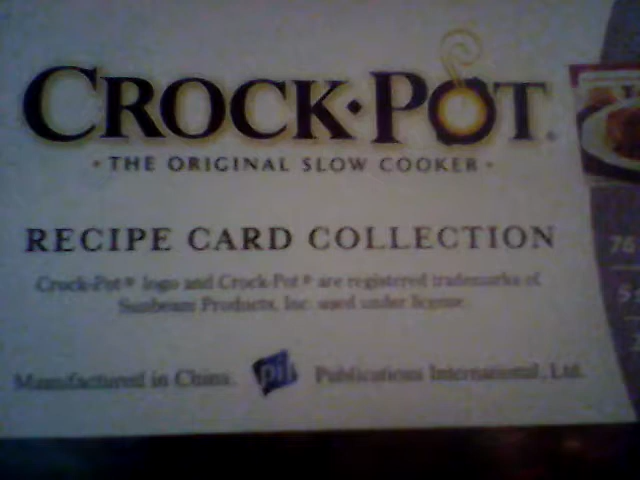 CROCK·POT®
· THE ORIGINAL SLOW COOKER ·
RECIPE CARD COLLECTION
Crock-Pot® logo and Crock-Pot® are registered trademarks of
Sunbeam Products, Inc. used under license.
Manufactured in China. pil Publications International, Ltd.